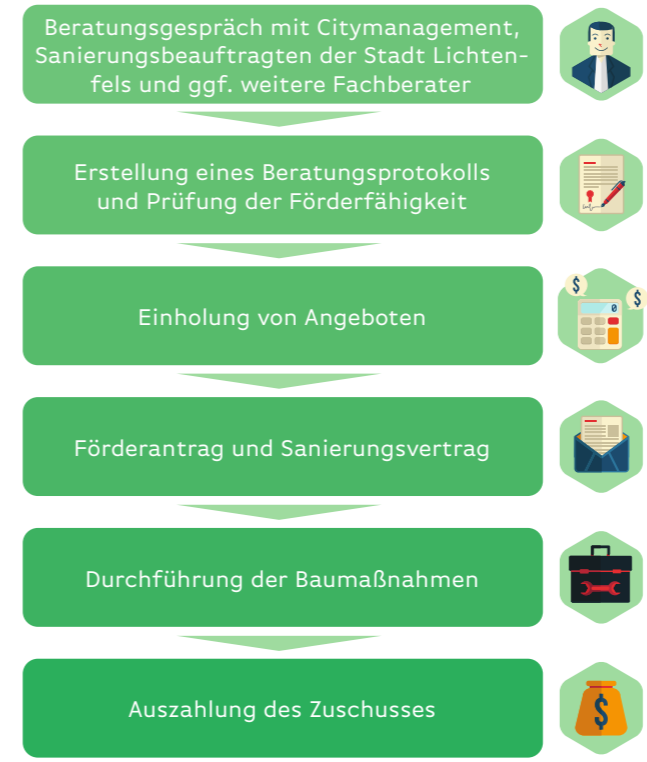 Beratungsgespräch mit Citymanagement,
Sanierungsbeauftragten der Stadt Lichten-
fels und ggf. weitere Fachberater
Erstellung eines Beratungsprotokolls
und Prüfung der Förderfähigkeit
$
$
0
Einholung von Angeboten
Förderantrag und Sanierungsvertrag
Durchführung der Baumaßnahmen
Auszahlung des Zuschusses
$